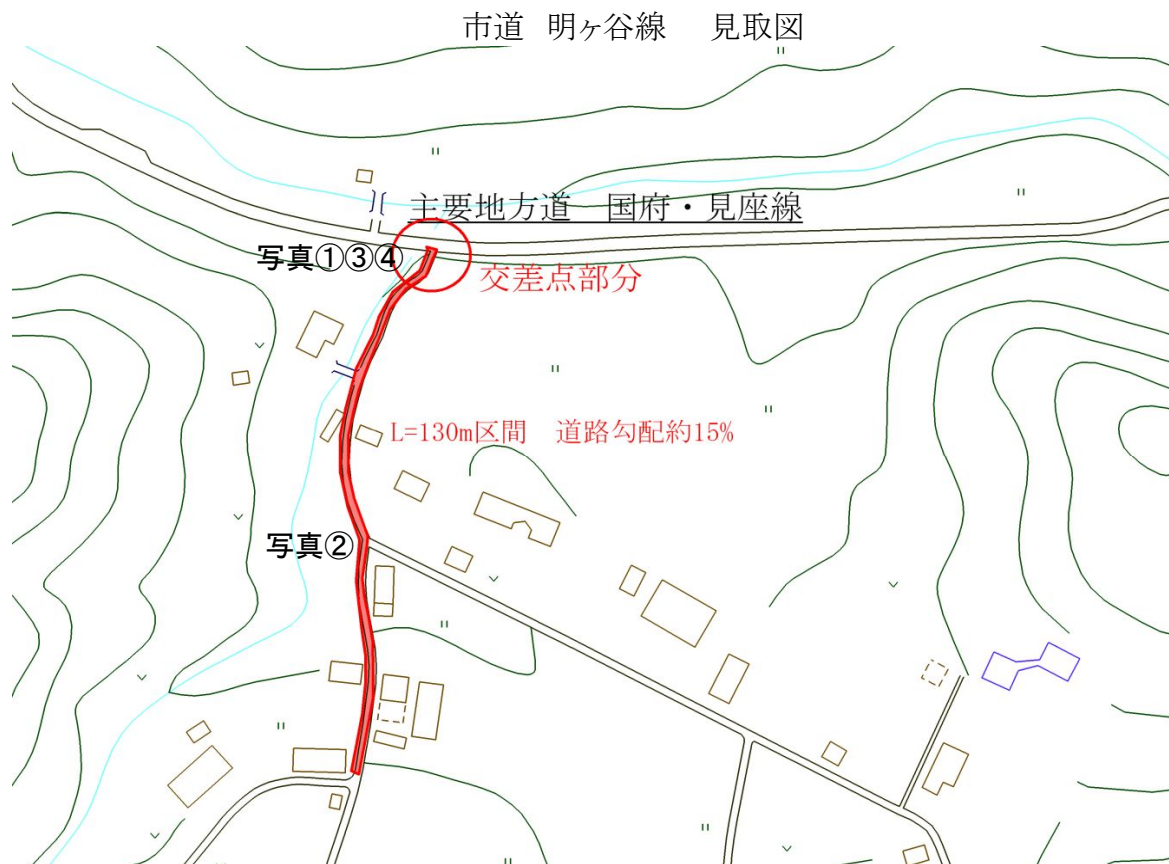 市道 明ヶ谷線 見取図
主要地方道 国府・見座線
写真①③④
交差点部分
L=130m区間 道路勾配約15%
写真②